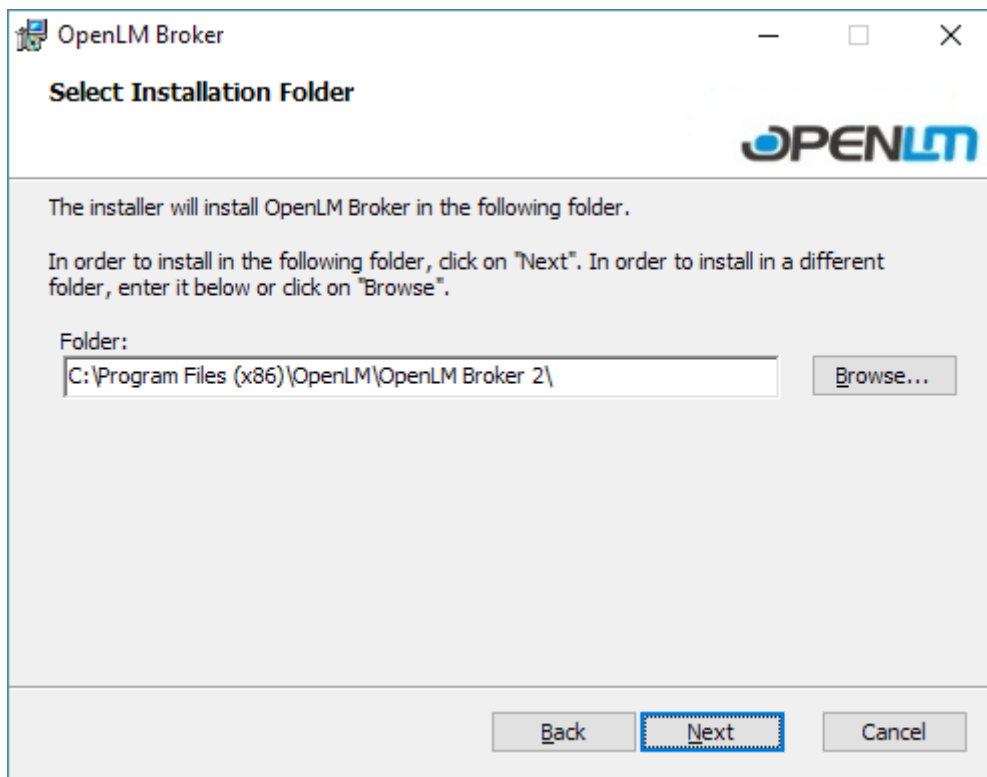 OpenLM Broker
Select Installation Folder
OPENLM
The installer will install OpenLM Broker in the following folder.
In order to install in the following folder, click on "Next". In order to install in a different
folder, enter it below or click on "Browse".
Folder:
C:\Program Files (x86)\OpenLM\OpenLM Broker 2\
Browse...
Back
Next
Cancel